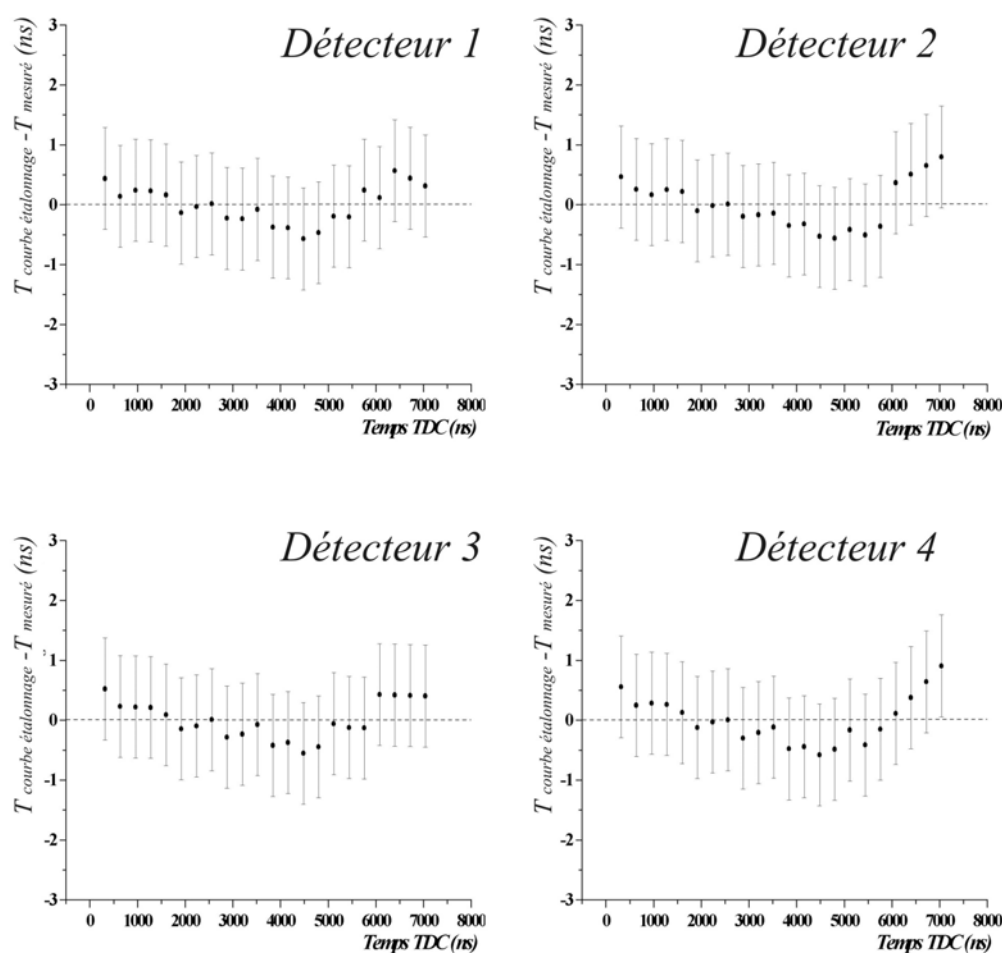 Détecteur 1
T courbe étalonnage - T mesuré (ns)
3
2
1
0
-1
-2
-3
0 1000 2000 3000 4000 5000 6000 7000 8000
Temps TDC (ns)
Détecteur 2
T courbe étalonnage - T mesuré (ns)
3
2
1
0
-1
-2
-3
0 1000 2000 3000 4000 5000 6000 7000 8000
Temps TDC (ns)
Détecteur 3
T courbe étalonnage - T mesuré (ns)
3
2
1
0
-1
-2
-3
0 1000 2000 3000 4000 5000 6000 7000 8000
Temps TDC (ns)
Détecteur 4
T courbe étalonnage - T mesuré (ns)
3
2
1
0
-1
-2
-3
0 1000 2000 3000 4000 5000 6000 7000 8000
Temps TDC (ns)